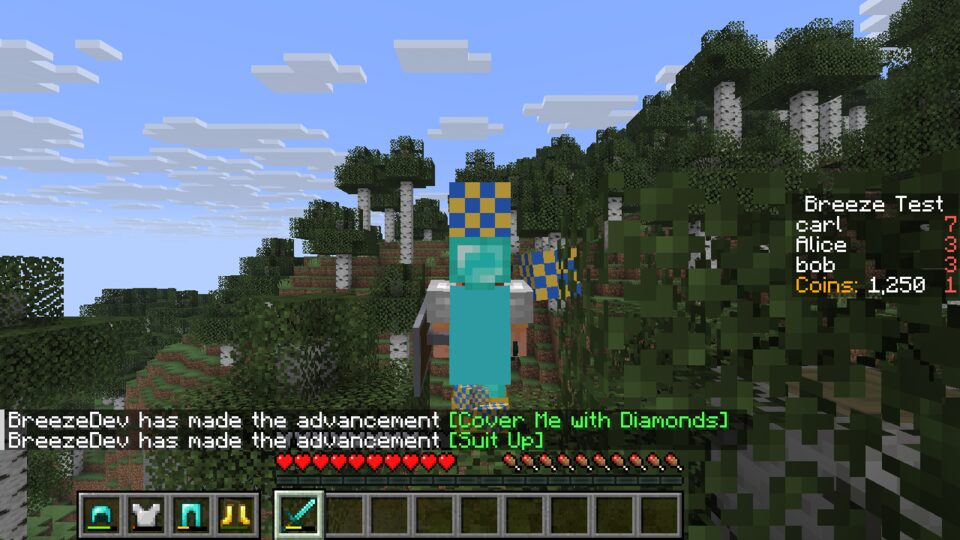 Breeze Test
carl 7
Alice 3
bob 3
Coins: 1,250 1
BreezeDev has made the advancement [Cover Me with Diamonds]
BreezeDev has made the advancement [Suit Up]